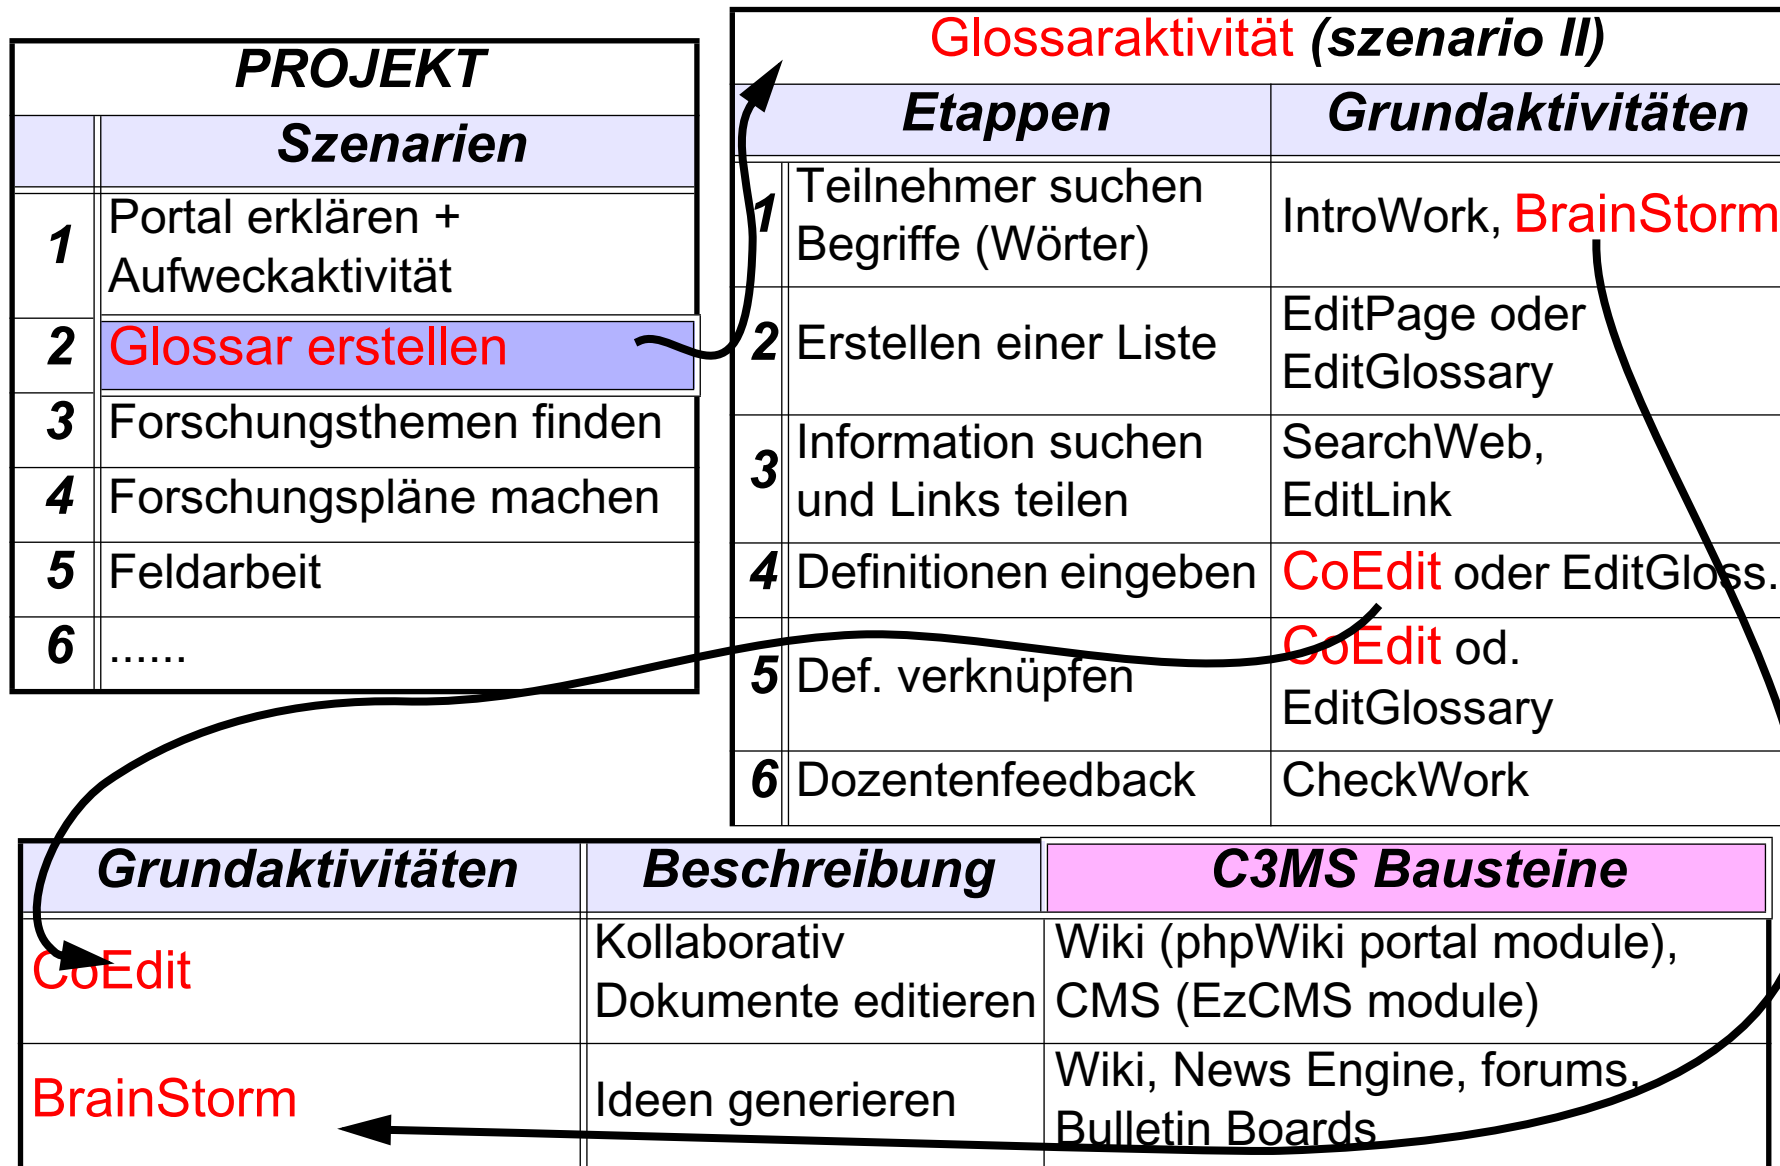 PROJEKT
Szenarien
1 Portal erklären +
Aufweckaktivität
2 Glossar erstellen
3 Forschungsthemen finden
4 Forschungspläne machen
5 Feldarbeit
6 ......
Glossaraktivität (szenario II)
Etappen Grundaktivitäten
1 Teilnehmer suchen
Begriffe (Wörter)
IntroWork, BrainStorm
2 Erstellen einer Liste
EditPage oder
EditGlossary
3 Information suchen
und Links teilen
SearchWeb,
EditLink
4 Definitionen eingeben CoEdit oder EditGloss.
5 Def. verknüpfen
CoEdit od.
EditGlossary
6 Dozentenfeedback CheckWork
Grundaktivitäten Beschreibung C3MS Bausteine
CoEdit
Kollaborativ
Dokumente editieren
Wiki (phpWiki portal module),
CMS (EzCMS module)
BrainStorm
Ideen generieren
Wiki, News Engine, forums,
Bulletin Boards